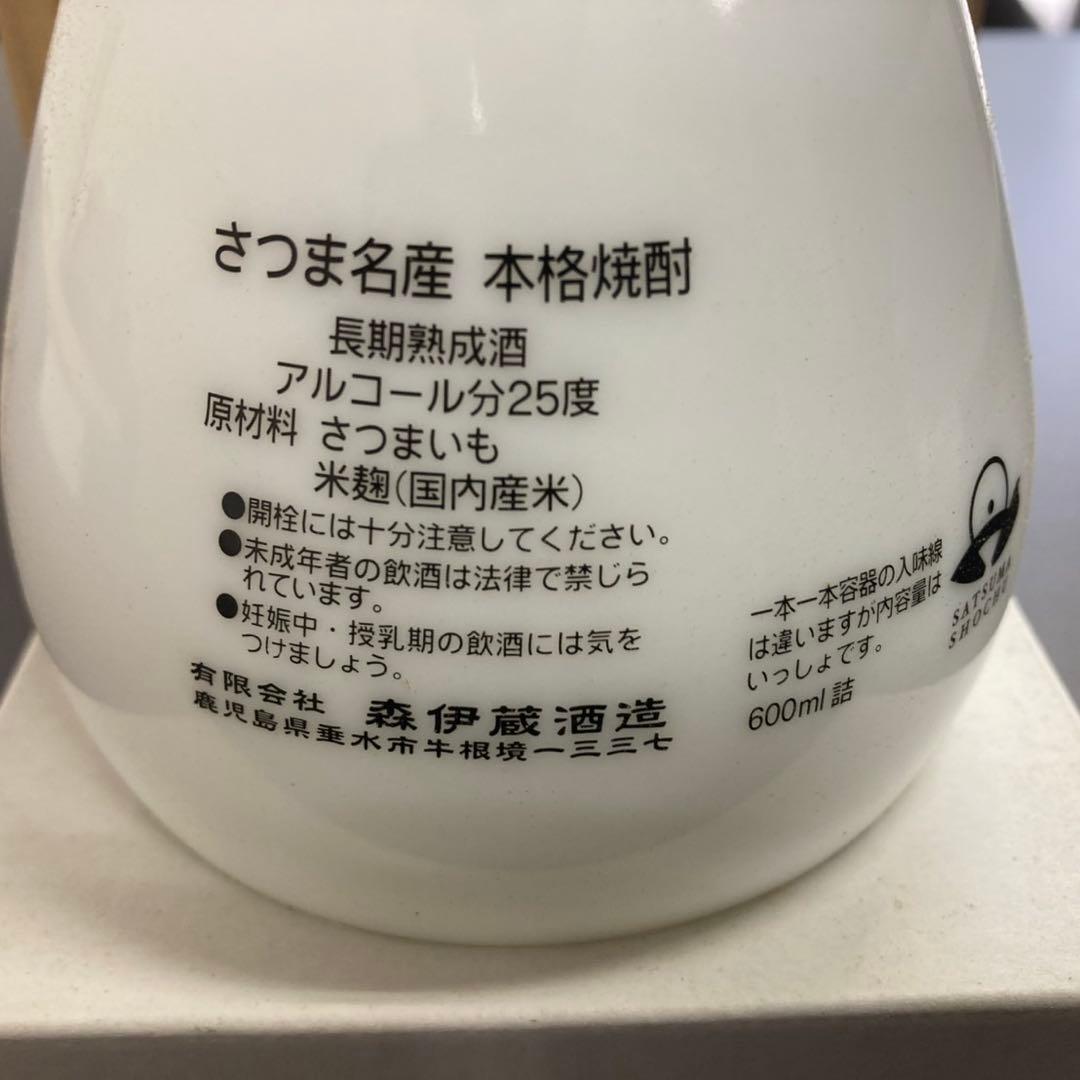 さつま名産 本格焼酎
長期熟成酒
アルコール分25度
原材料 さつまいも
米麹(国内産米)
●開栓には十分注意してください。
●未成年者の飲酒は法律で禁じら
れています。
●妊娠中・授乳期の飲酒には気を
つけましょう。
有限会社 森伊蔵酒造
鹿児島県垂水市牛根境一三三七
一本一本容器の入味線
は違いますが内容量は
いっしょです。
600ml詰
SATSUMA
SHOCHU